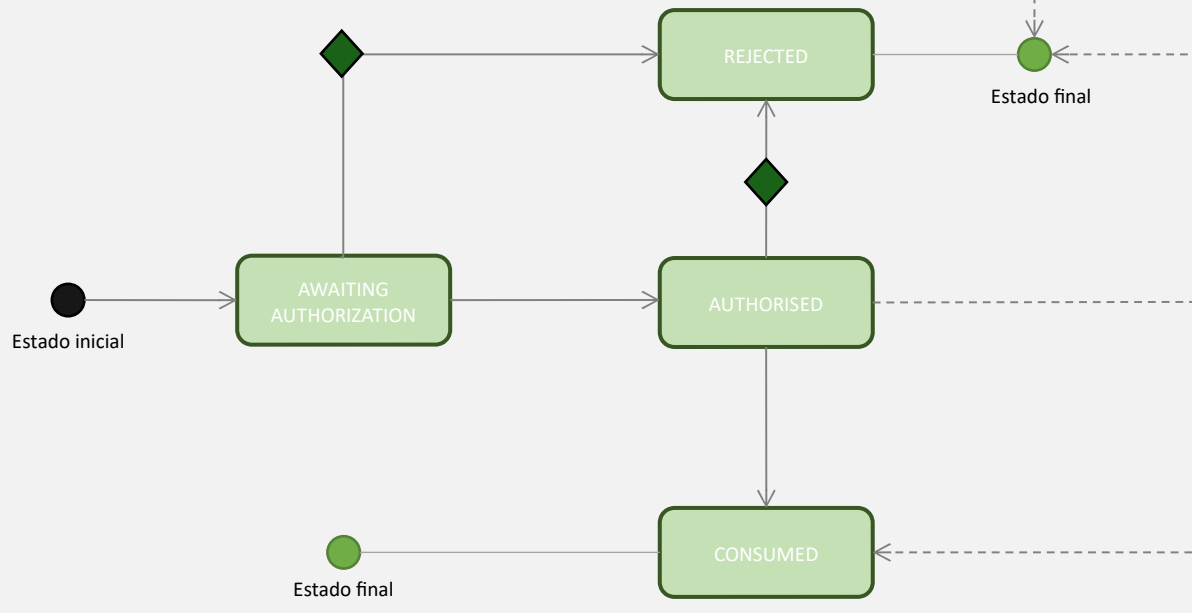 REJECTED
Estado final
AWAITING
AUTHORIZATION
AUTHORISED
Estado inicial
CONSUMED
Estado final